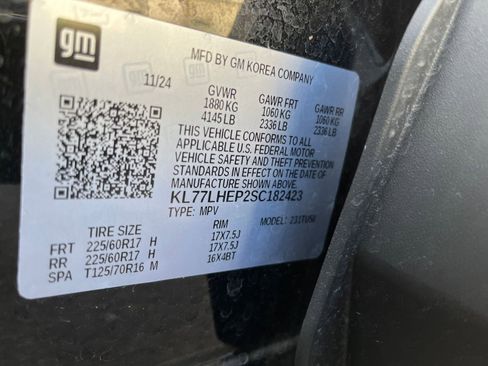 gm
MFD BY GM KOREA COMPANY
11/24 GVWR GAWR FRT GAWR RR
1880 KG 1060 KG 1060 KG
4145 LB 2336 LB 2336 LB
THIS VEHICLE CONFORMS TO ALL
APPLICABLE U.S. FEDERAL MOTOR
VEHICLE SAFETY AND THEFT PREVENTION
STANDARDS IN EFFECT ON THE DATE OF
MANUFACTURE SHOWN ABOVE.
KL77LHEP2SC182423
TYPE: MPV MODEL:
TIRE SIZE RIM
FRT 225/60R17 H 17X7.5J
RR 225/60R17 H 17X7.5J
SPA T125/70R16 M 16X4BT